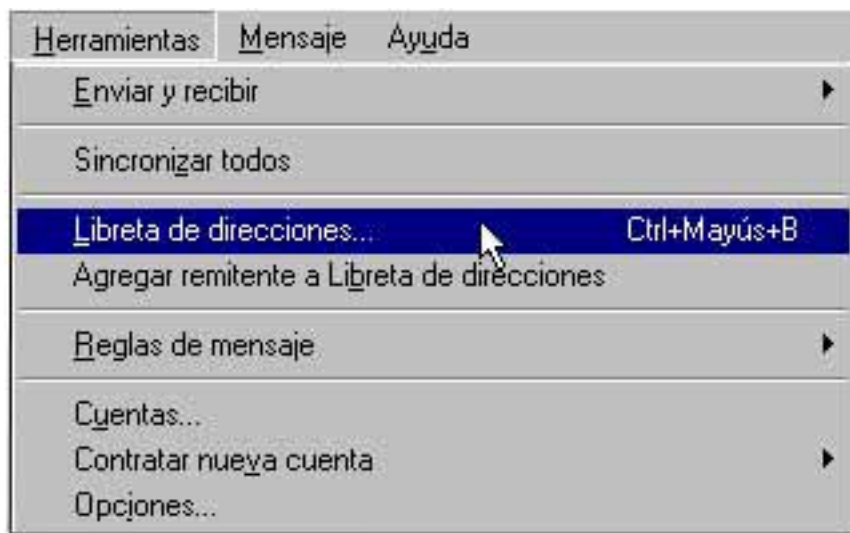 Herramientas Mensaje Ayuda
Enviar y recibir
Sincronizar todos
Libreta de direcciones... Ctrl+Mayús+B
Agregar remitente a Libreta de direcciones
Reglas de mensaje
Cuentas...
Contratar nueva cuenta
Opciones...